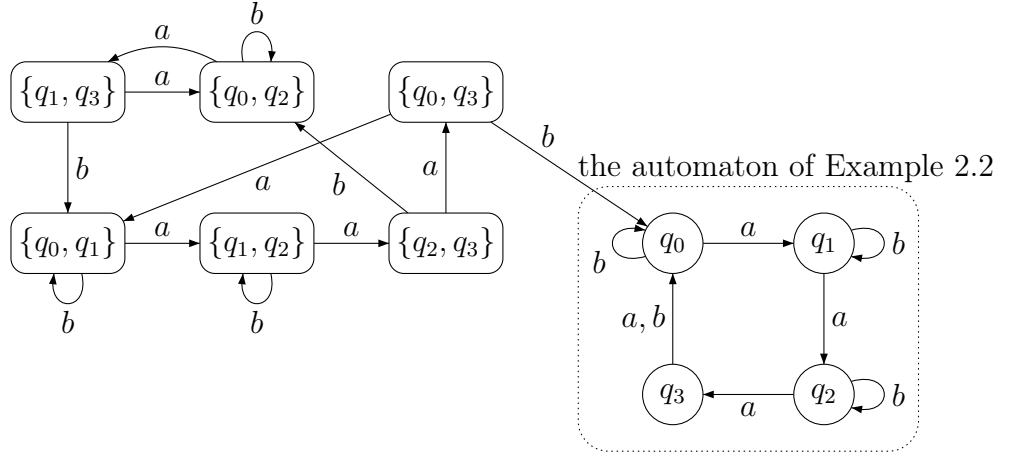 b
a
{q₁, q₃}
a
{q₀, q₂}
{q₀, q₃}
b
the automaton of Example 2.2
b
a
b
a
{q₀, q₁}
a
{q₁, q₂}
a
{q₂, q₃}
b
q₀
a
q₁
b
b
b
a, b
a
q₃
a
q₂
b